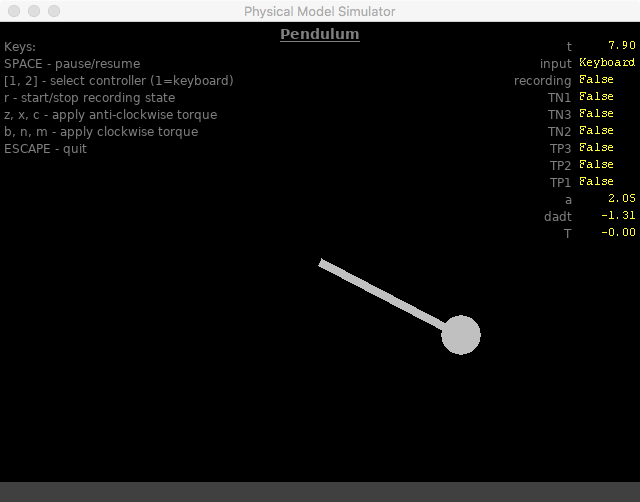 Physical Model Simulator
Pendulum
Keys:
SPACE - pause/resume
[1, 2] - select controller (1=keyboard)
r - start/stop recording state
z, x, c - apply anti-clockwise torque
b, n, m - apply clockwise torque
ESCAPE - quit
t 7.90
input Keyboard
recording False
TN1 False
TN3 False
TN2 False
TP3 False
TP2 False
TP1 False
a 2.05
dadt -1.31
T -0.00